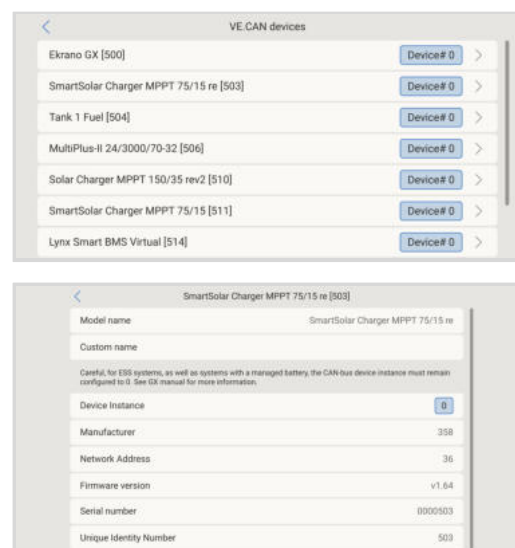 VE.CAN devices
Ekrano GX [500] Device# 0
SmartSolar Charger MPPT 75/15 re [503] Device# 0
Tank 1 Fuel [504] Device# 0
MultiPlus-II 24/3000/70-32 [506] Device# 0
Solar Charger MPPT 150/35 rev2 [510] Device# 0
SmartSolar Charger MPPT 75/15 [511] Device# 0
Lynx Smart BMS Virtual [514] Device# 0
SmartSolar Charger MPPT 75/15 re [503]
Model name SmartSolar Charger MPPT 75/15 re
Custom name
Careful, for ESS systems, as well as systems with a managed battery, the CAN-bus device instance must remain
configured to 0. See GX manual for more information.
Device Instance 0
Manufacturer 358
Network Address 36
Firmware version v1.64
Serial number 0000503
Unique Identity Number 503